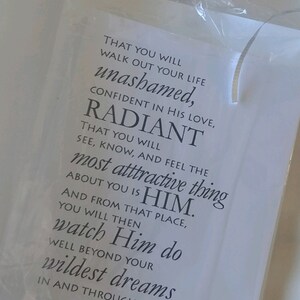 THAT YOU WILL
WALK OUT YOUR LIFE
unashamed,
CONFIDENT IN HIS LOVE,
RADIANT
THAT YOU WILL
SEE, KNOW, AND FEEL THE
most attractive thing
ABOUT YOU IS HIM.
AND FROM THAT PLACE,
YOU WILL THEN
watch Him do
WELL BEYOND YOUR
wildest dreams
IN AND THROUGH